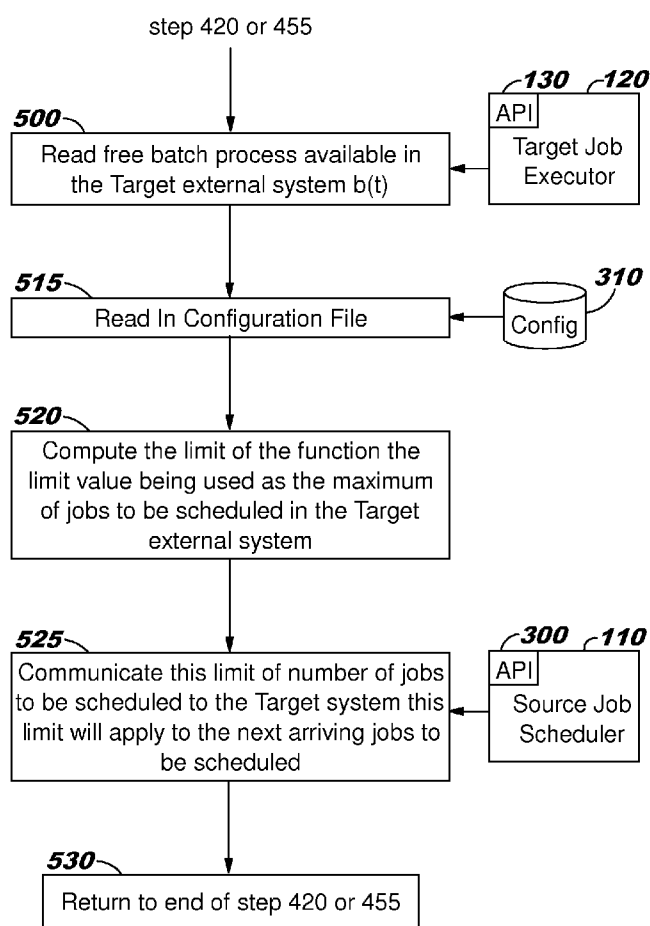 step 420 or 455
500
130
120
API
Target Job
Executor
Read free batch process available in
the Target external system b(t)
515
310
Read In Configuration File
Config
520
Compute the limit of the function the
limit value being used as the maximum
of jobs to be scheduled in the Target
external system
525
300
110
API
Source Job
Scheduler
Communicate this limit of number of jobs
to be scheduled to the Target system this
limit will apply to the next arriving jobs to
be scheduled
530
Return to end of step 420 or 455